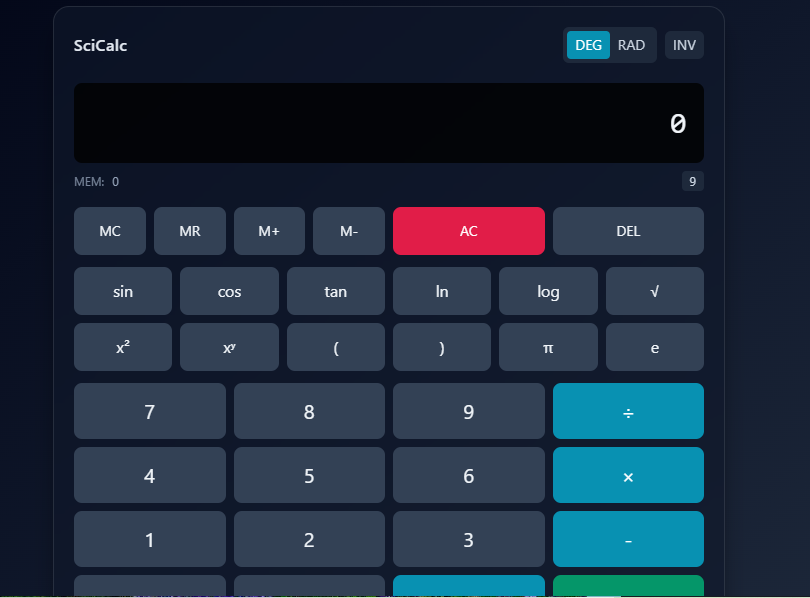 SciCalc DEG RAD INV
0
MEM: 0 9
MC MR M+ M- AC DEL
sin cos tan ln log √
x² xʸ ( ) π e
7 8 9 ÷
4 5 6 ×
1 2 3 −